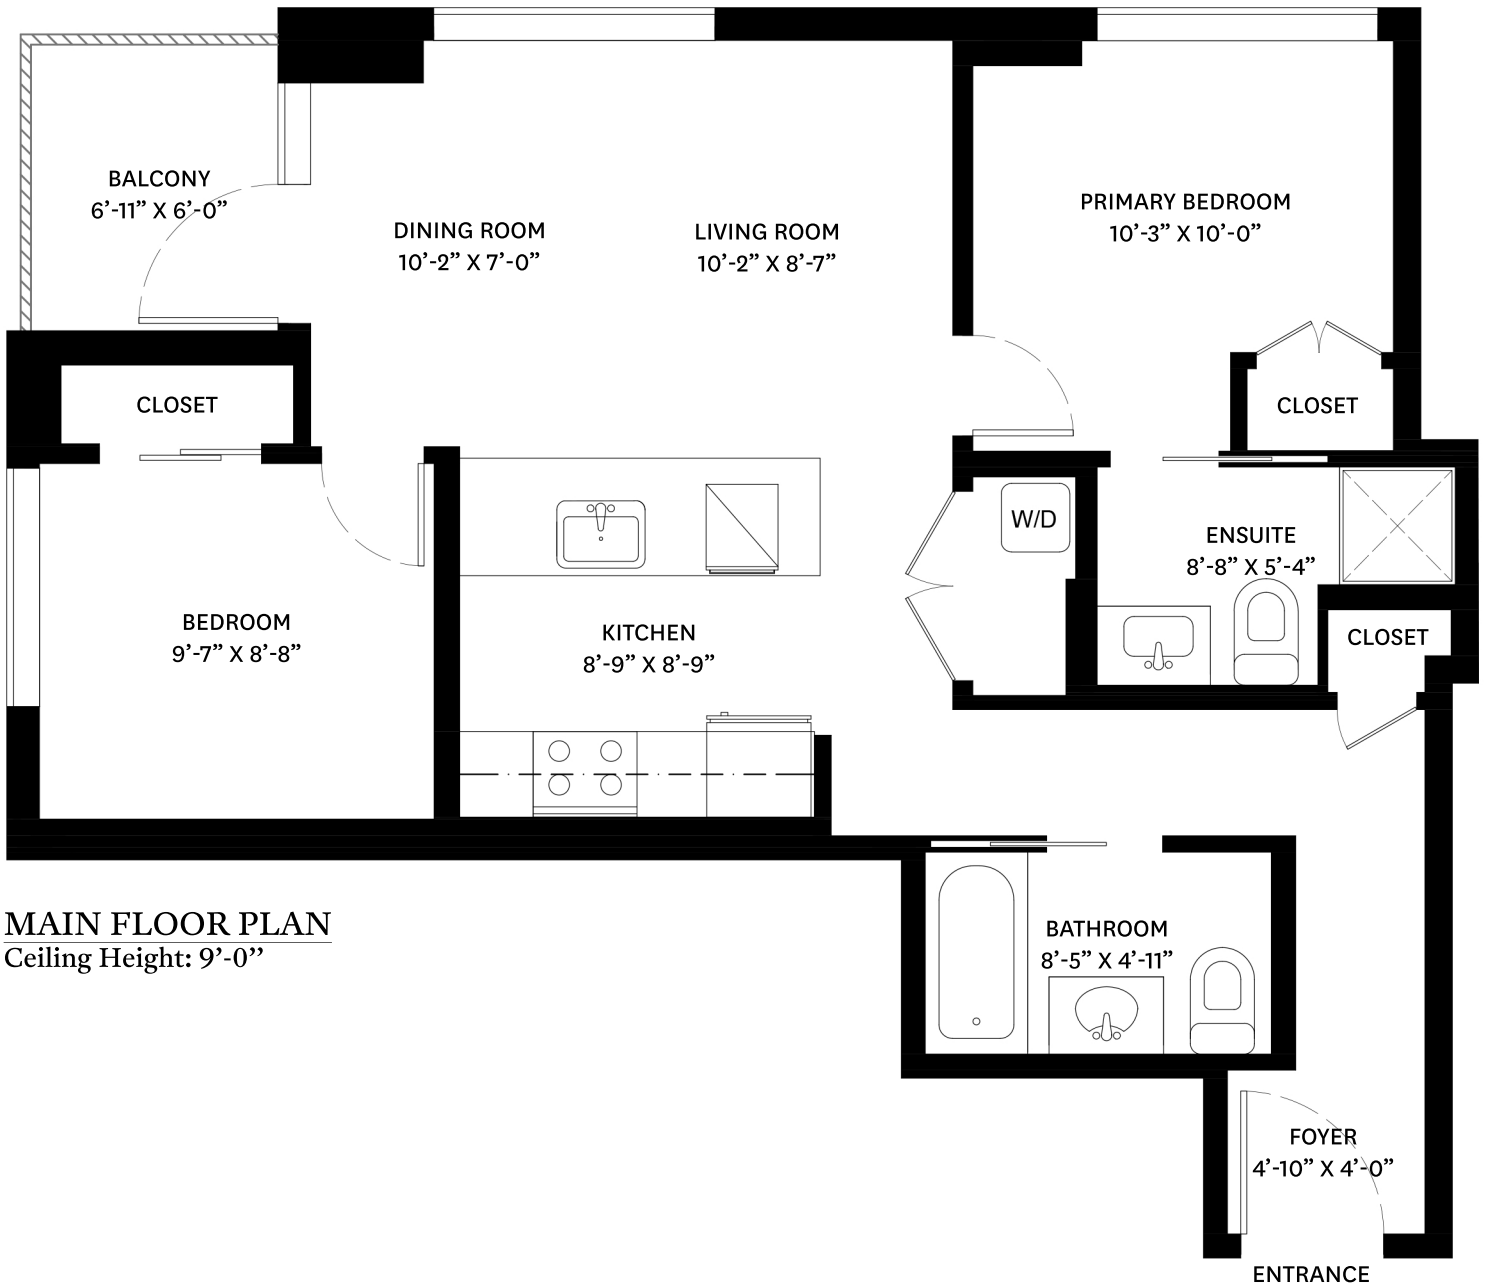 BALCONY
6’-11” X 6’-0”
DINING ROOM
10’-2” X 7’-0”
LIVING ROOM
10’-2” X 8’-7”
PRIMARY BEDROOM
10’-3” X 10’-0”
CLOSET
CLOSET
W/D
ENSUITE
8’-8” X 5’-4”
BEDROOM
9’-7” X 8’-8”
KITCHEN
8’-9” X 8’-9”
CLOSET
MAIN FLOOR PLAN
Ceiling Height: 9’-0’’
BATHROOM
8’-5” X 4’-11”
FOYER
4’-10” X 4’-0”
ENTRANCE